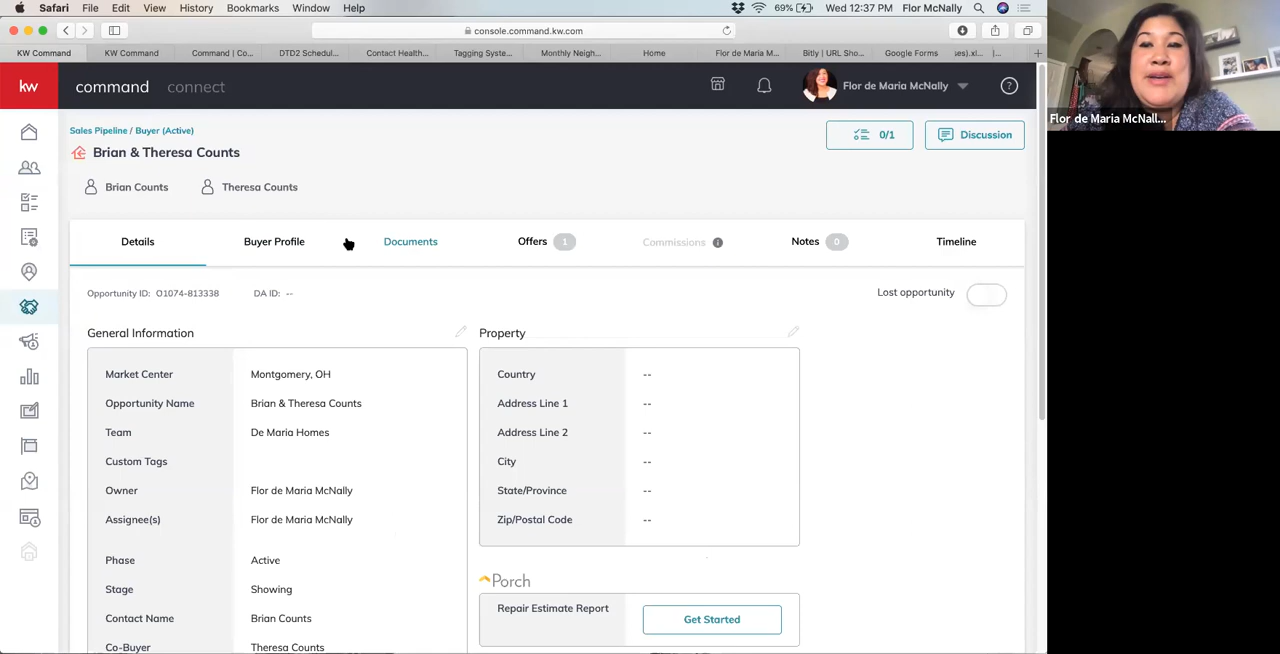 Safari File Edit View History Bookmarks Window Help 69% Wed 12:37 PM Flor McNally
console.command.kw.com
KW Command KW Command Command | Co... DTD2 Schedul... Contact Health... Tagging Syste... Monthly Neigh... Home Flor de Maria M... Bitly | URL Sho... Google Forms ses).xl... |...
kw command connect Flor de Maria McNally ?
Flor de Maria McNall...
Sales Pipeline / Buyer (Active)
0/1 Discussion
Brian & Theresa Counts
Brian Counts Theresa Counts
Details Buyer Profile Documents Offers 1 Commissions i Notes 0 Timeline
Opportunity ID: O1074-813338 DA ID: -- Lost opportunity
General Information Property
Market Center Montgomery, OH Country --
Opportunity Name Brian & Theresa Counts Address Line 1 --
Team De Maria Homes Address Line 2 --
Custom Tags City --
Owner Flor de Maria McNally State/Province --
Assignee(s) Flor de Maria McNally Zip/Postal Code --
Phase Active
Porch
Stage Showing
Repair Estimate Report Get Started
Contact Name Brian Counts
Co-Buyer Theresa Counts